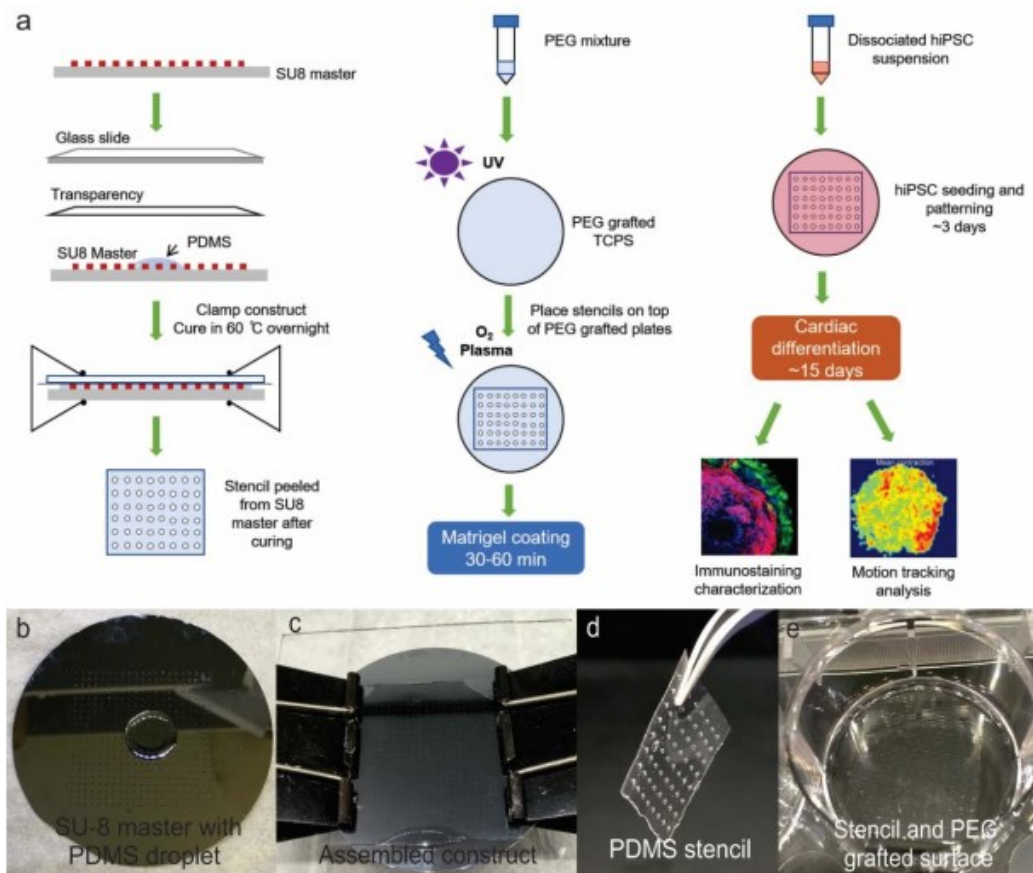 a
SU8 master
Glass slide
Transparency
SU8 Master
PDMS
Clamp construct
Cure in 60 ℃ overnight
Stencil peeled
from SU8
master after
curing
PEG mixture
UV
PEG grafted
TCPS
Place stencils on top
of PEG grafted plates
O₂
Plasma
Matrigel coating
30-60 min
Dissociated hiPSC
suspension
hiPSC seeding and
patterning
~3 days
Cardiac
differentiation
~15 days
Mean contraction
Immunostaining
characterization
Motion tracking
analysis
b
SU-8 master with
PDMS droplet
c
Assembled construct
d
PDMS stencil
e
Stencil and PEG
grafted surface